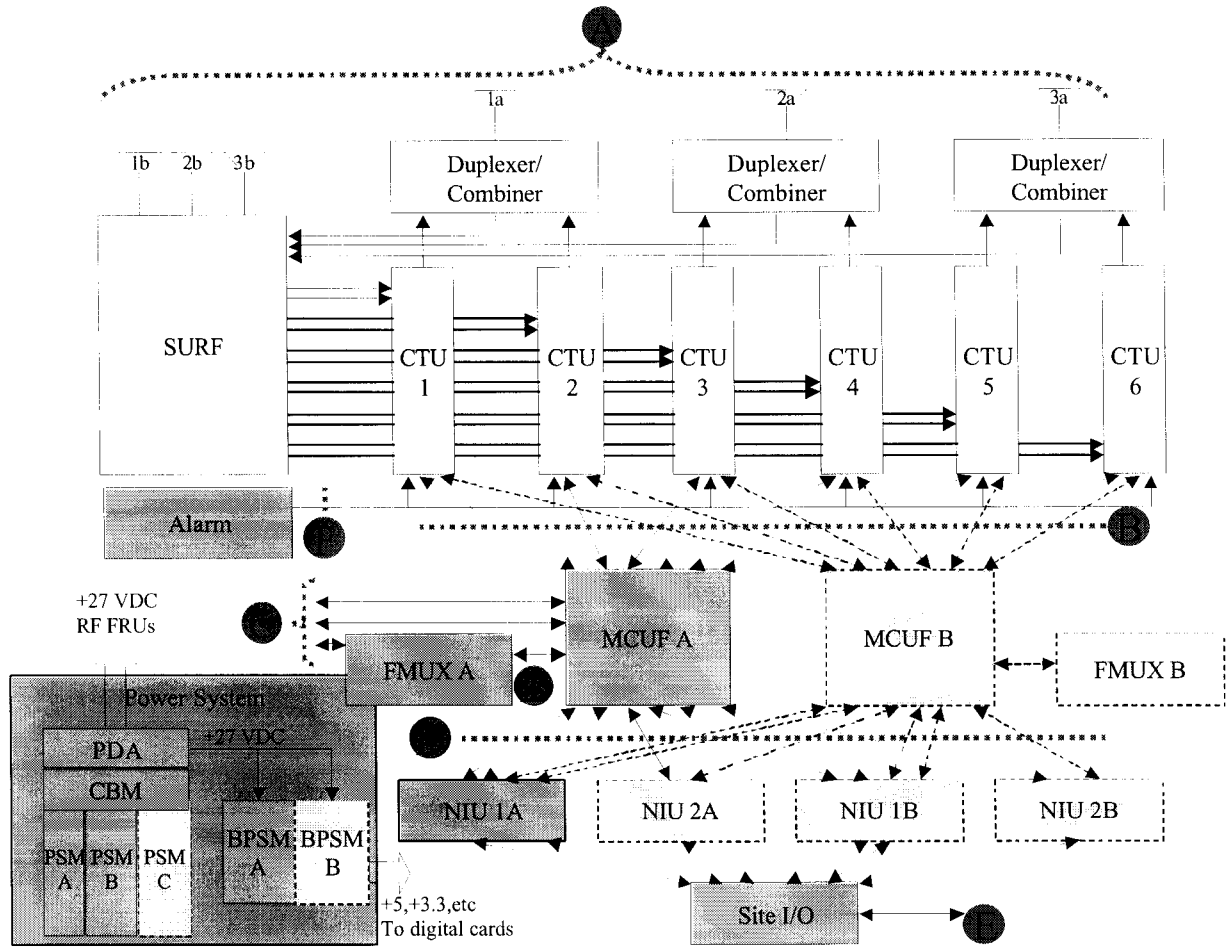 A
1a
2a
3a
1b
2b
3b
Duplexer/
Combiner
Duplexer/
Combiner
Duplexer/
Combiner
SURF
CTU
1
CTU
2
CTU
3
CTU
4
CTU
5
CTU
6
Alarm
B
+27 VDC
RF FRUs
MCUF A
MCUF B
FMUX A
FMUX B
Power System
PDA
+27 VDC
CBM
PSM
A
PSM
B
PSM
C
BPSM
A
BPSM
B
NIU 1A
NIU 2A
NIU 1B
NIU 2B
+5,+3.3,etc
To digital cards
Site I/O